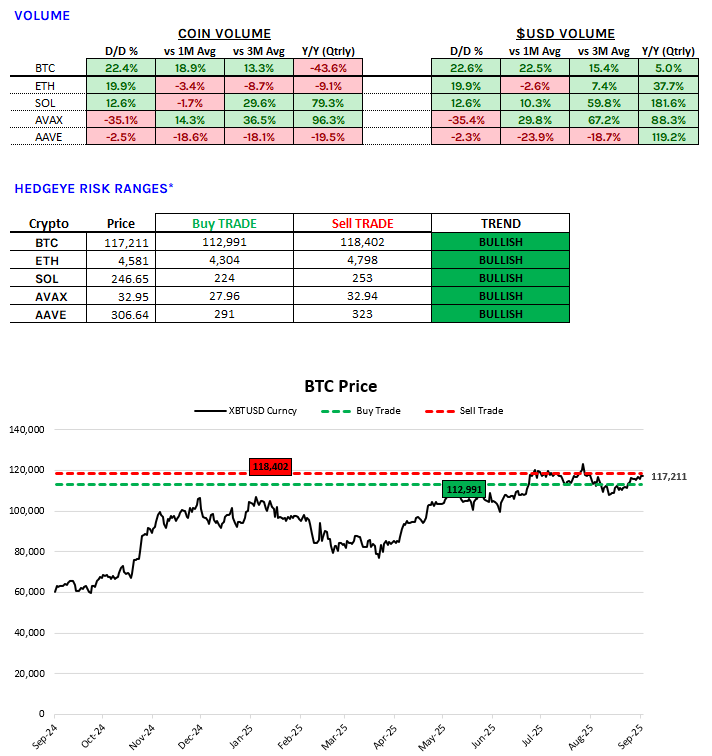 VOLUME
COIN VOLUME $USD VOLUME
D/D % vs 1M Avg vs 3M Avg Y/Y (Qtrly) D/D % vs 1M Avg vs 3M Avg Y/Y (Qtrly)
BTC 22.4% 18.9% 13.3% -43.6% 22.6% 22.5% 15.4% 5.0%
ETH 19.9% -3.4% -8.7% -9.1% 19.9% -2.6% 7.4% 37.7%
SOL 12.6% -1.7% 29.6% 79.3% 12.6% 10.3% 59.8% 181.6%
AVAX -35.1% 14.3% 36.5% 96.3% -35.4% 29.8% 67.2% 88.3%
AAVE -2.5% -18.6% -18.1% -19.5% -2.3% -23.9% -18.7% 119.2%
HEDGEYE RISK RANGES*
Crypto Price Buy TRADE Sell TRADE TREND
BTC 117,211 112,991 118,402 BULLISH
ETH 4,581 4,304 4,798 BULLISH
SOL 246.65 224 253 BULLISH
AVAX 32.95 27.96 32.94 BULLISH
AAVE 306.64 291 323 BULLISH
BTC Price
XBTUSD Curncy Buy Trade Sell Trade
140,000
120,000
118,402
117,211
112,991
100,000
80,000
60,000
40,000
20,000
0
Sep-24 Oct-24 Nov-24 Dec-24 Jan-25 Feb-25 Mar-25 Apr-25 May-25 Jun-25 Jul-25 Aug-25 Sep-25